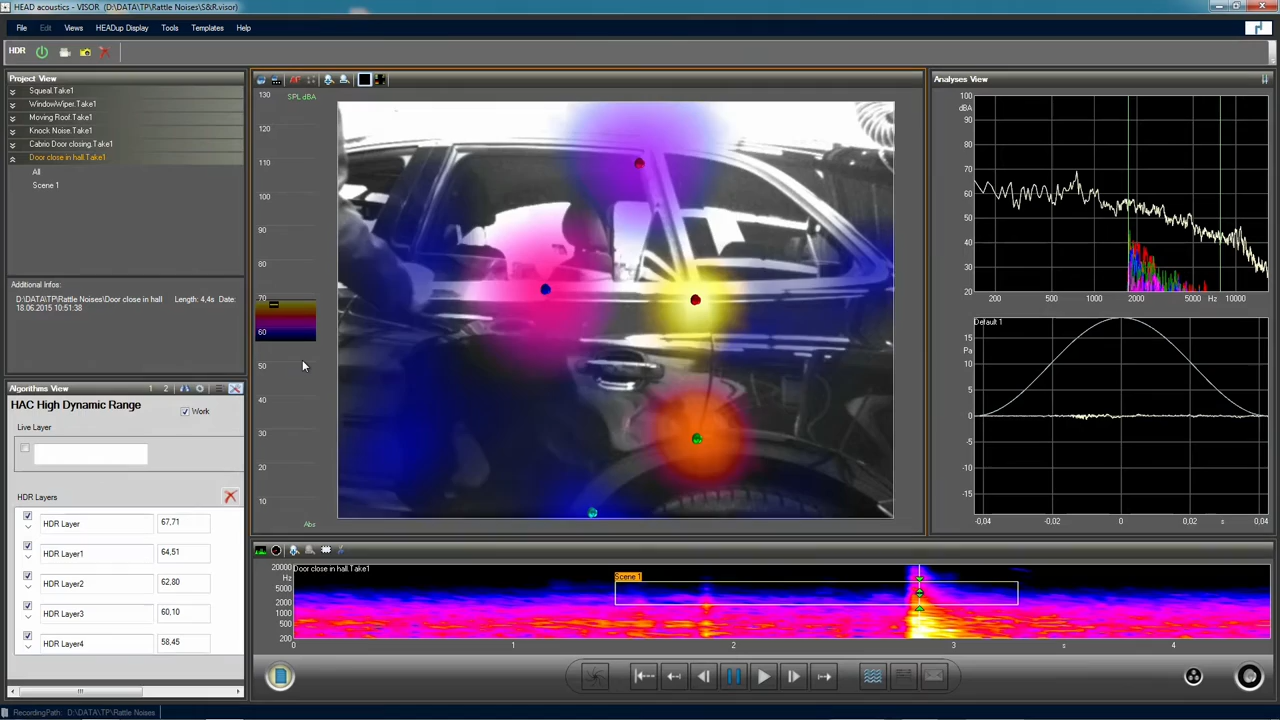 HEAD acoustics - VISOR (D:\DATA\TP\Rattle Noises\S&R.visor)
File Edit Views HEADup Display Tools Templates Help
HDR
Project View
Squeal.Take1
WindowWiper.Take1
Moving Roof.Take1
Knock Noise.Take1
Cabrio Door closing.Take1
Door close in hall.Take1
All
Scene 1
Additional Infos:
D:\DATA\TP\Rattle Noises\Door close in hall Length: 4,4s Date:
18.06.2015 10:51:38
Algorithms View 1 2
HAC High Dynamic Range
Work
Live Layer
HDR Layers
HDR Layer 67,71
HDR Layer1 64,51
HDR Layer2 62,80
HDR Layer3 60,10
HDR Layer4 58,45
AF
130 SPL dBA
120
110
100
90
80
70
60
50
40
30
20
10
Abs
Analyses View
100
dBA
90
80
70
60
50
40
30
20
200 500 1000 2000 5000 Hz 10000
Default 1
15
Pa
10
5
0
-5
-10
-15
-0,04 -0,02 0 0,02 s 0,04
20000 Door close in hall.Take1
Hz
5000
2000
1000
500
200
Scene 1
0 1 2 3 s 4
RecordingPath: D:\DATA\TP\Rattle Noises